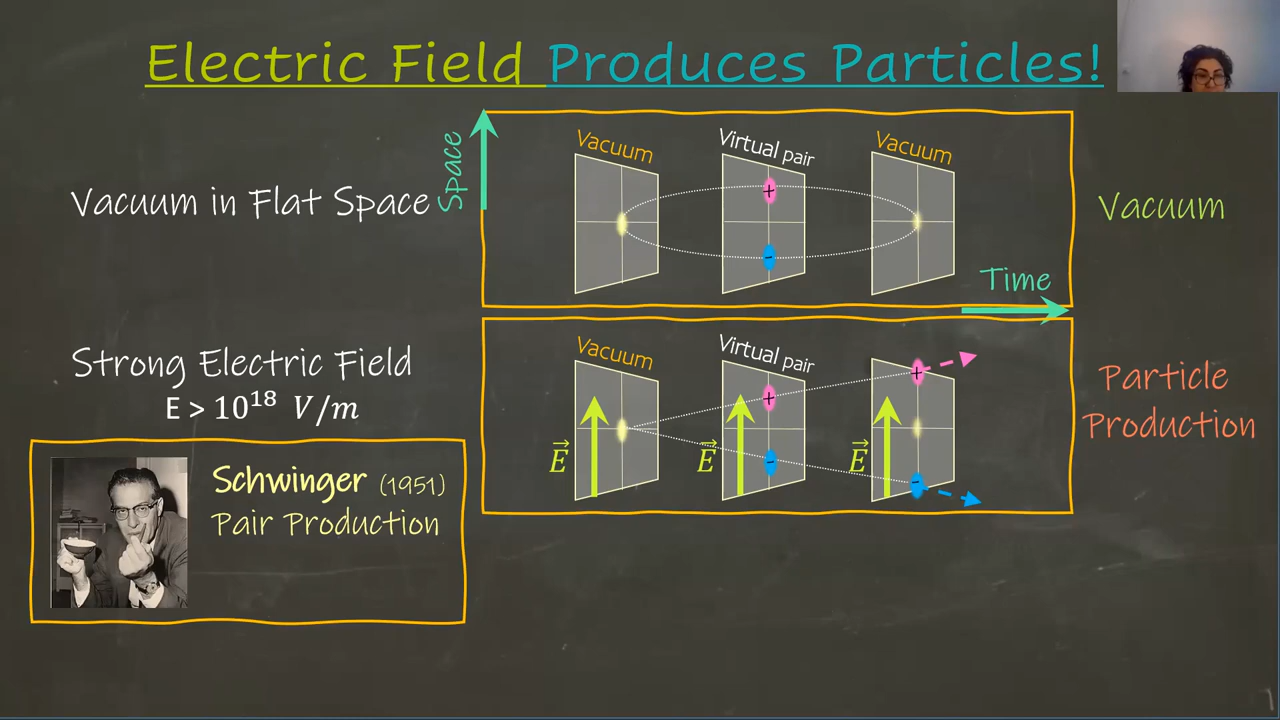 Electric Field Produces Particles!
Vacuum in Flat Space
Space
Vacuum
Virtual pair
Vacuum
+
-
Time
Vacuum
Strong Electric Field
E > 10¹⁸ V/m
Vacuum
Virtual pair
+
-
+
-
E⃗
E⃗
E⃗
Particle
Production
Schwinger (1951)
Pair Production